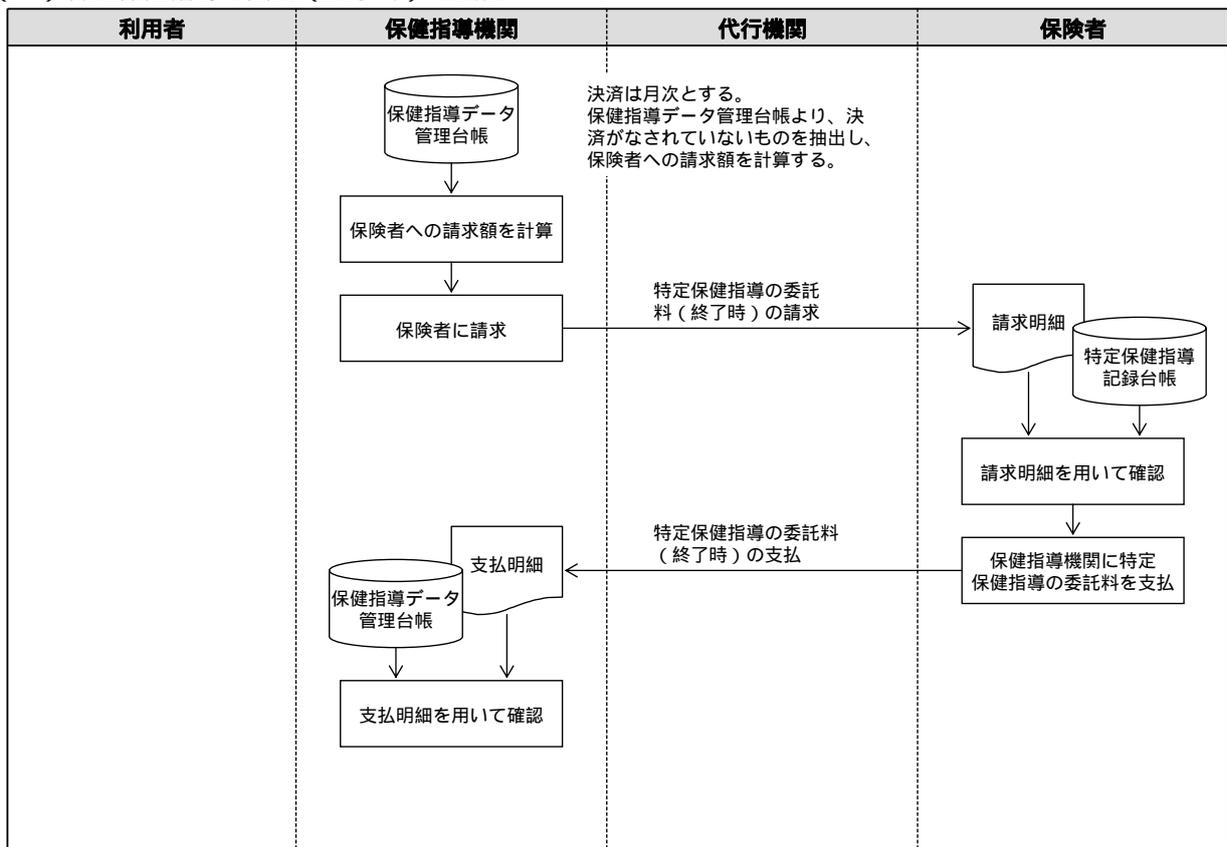 利用者
保健指導機関
代行機関
保険者
保健指導データ
管理台帳
決済は月次とする。
保健指導データ管理台帳より、決
済がなされていないものを抽出し、
保険者への請求額を計算する。
保険者への請求額を計算
保険者に請求
特定保健指導の委託
料(終了時)の請求
請求明細
特定保健指導
記録台帳
請求明細を用いて確認
特定保健指導の委託料
(終了時)の支払
保健指導機関に特定
保健指導の委託料を支払
支払明細
保健指導データ
管理台帳
支払明細を用いて確認